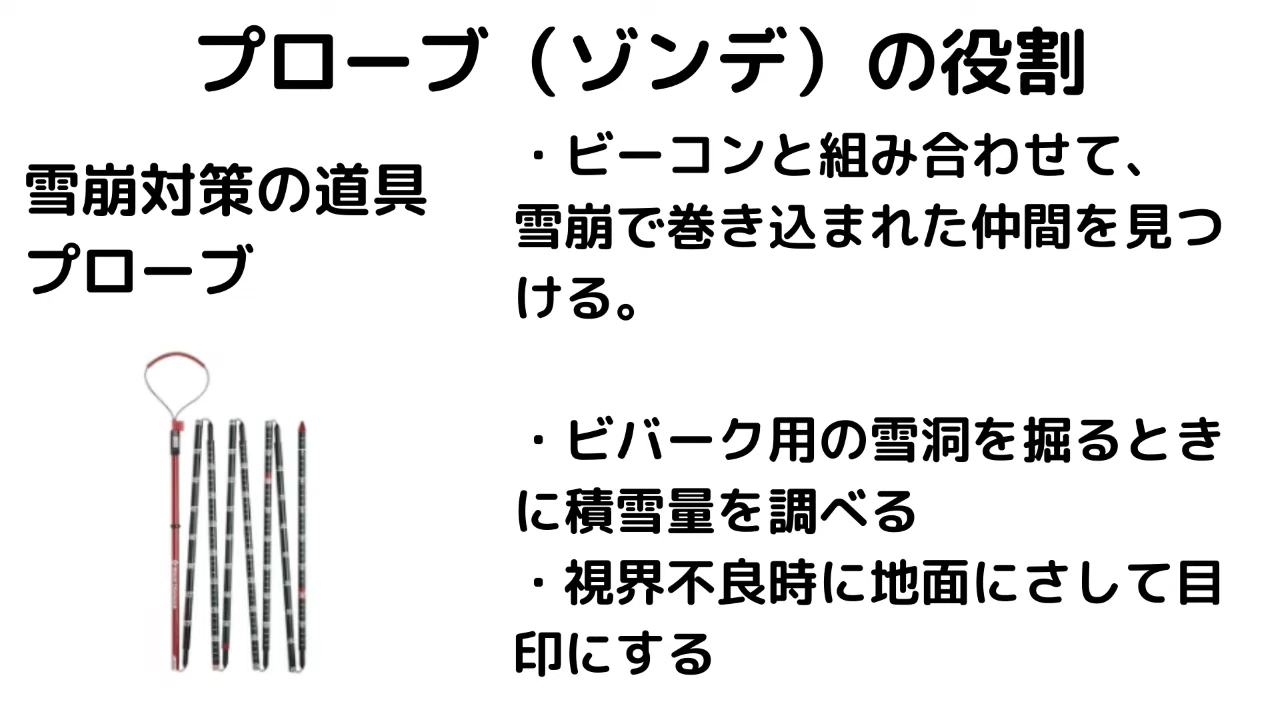 プローブ（ゾンデ）の役割
雪崩対策の道具
プローブ
・ビーコンと組み合わせて、
雪崩で巻き込まれた仲間を見つ
ける。
・ビバーク用の雪洞を掘るとき
に積雪量を調べる
・視界不良時に地面にさして目
印にする